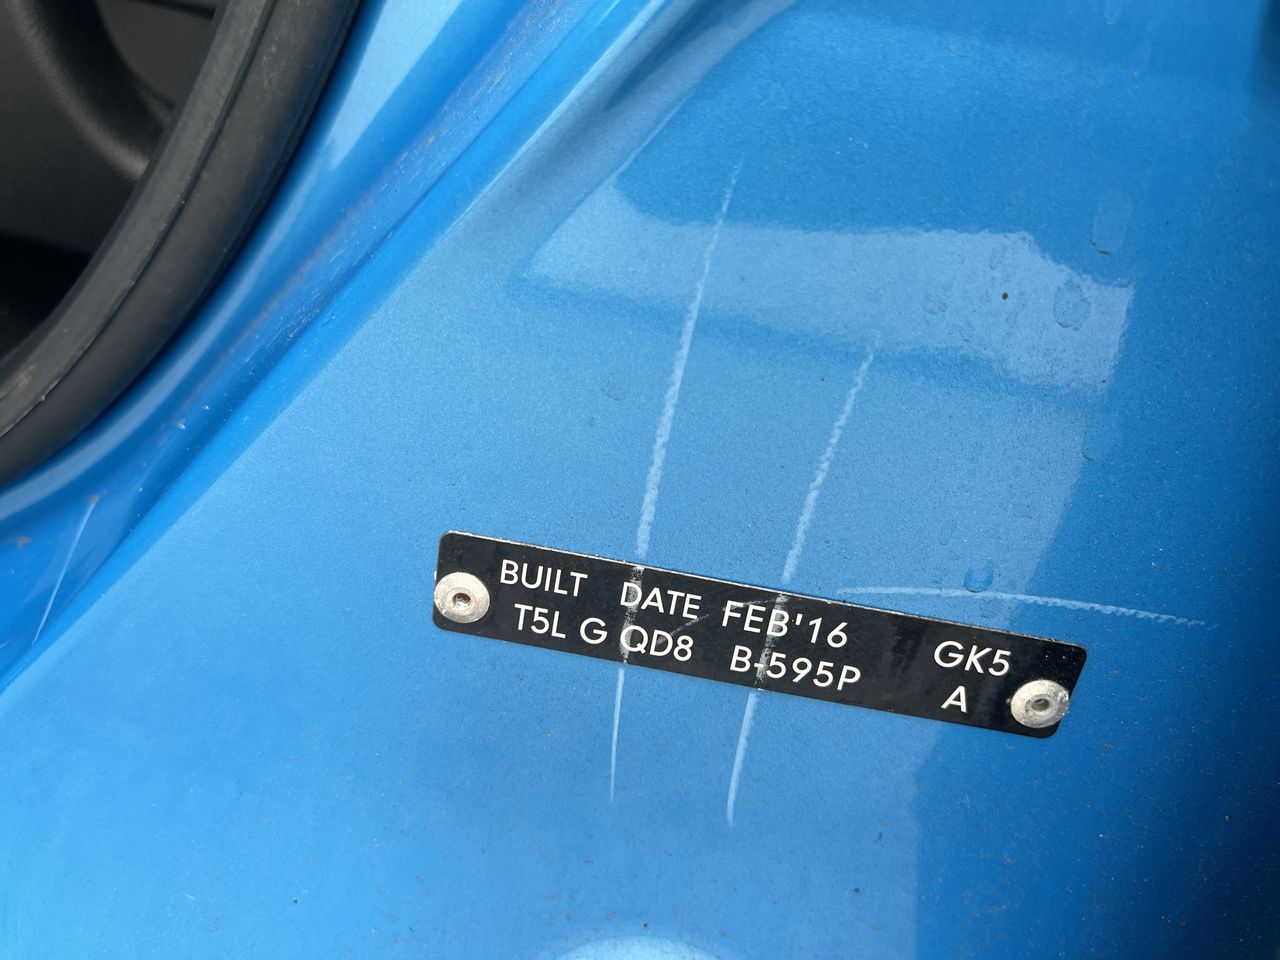 BUILT DATE FEB'16 GK5
T5L G QD8 B-595P A